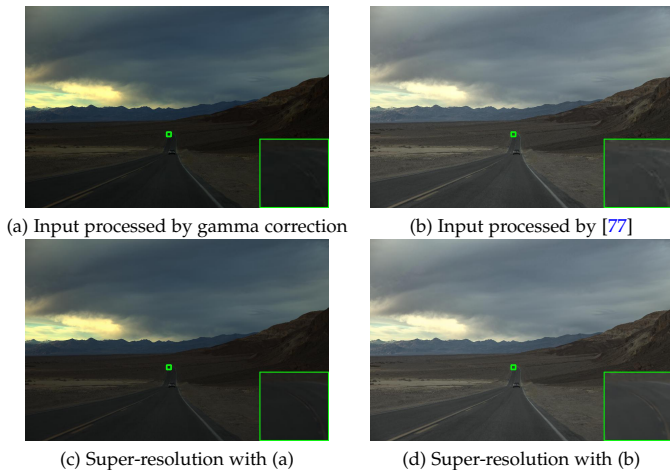 (a) Input processed by gamma correction
(b) Input processed by [77]
(c) Super-resolution with (a)
(d) Super-resolution with (b)